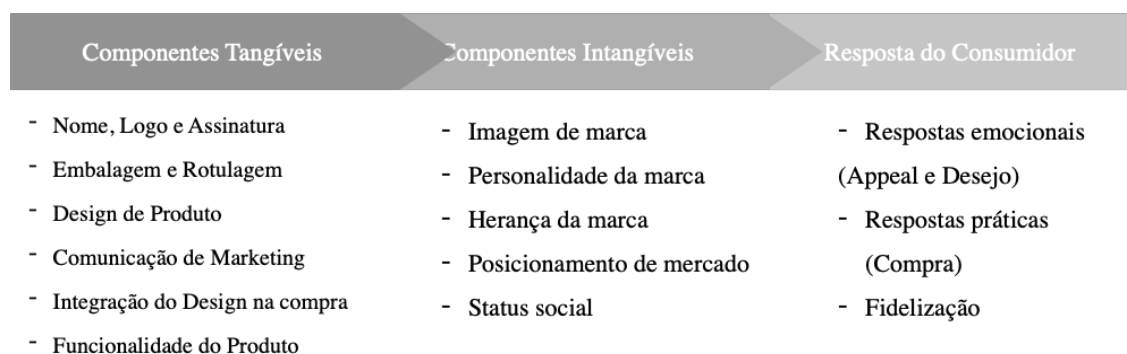 Componentes Tangíveis
Componentes Intangíveis
Resposta do Consumidor
- Nome, Logo e Assinatura
- Embalagem e Rotulagem
- Design de Produto
- Comunicação de Marketing
- Integração do Design na compra
- Funcionalidade do Produto
- Imagem de marca
- Personalidade da marca
- Herança da marca
- Posicionamento de mercado
- Status social
- Respostas emocionais
(Appeal e Desejo)
- Respostas práticas
(Compra)
- Fidelização